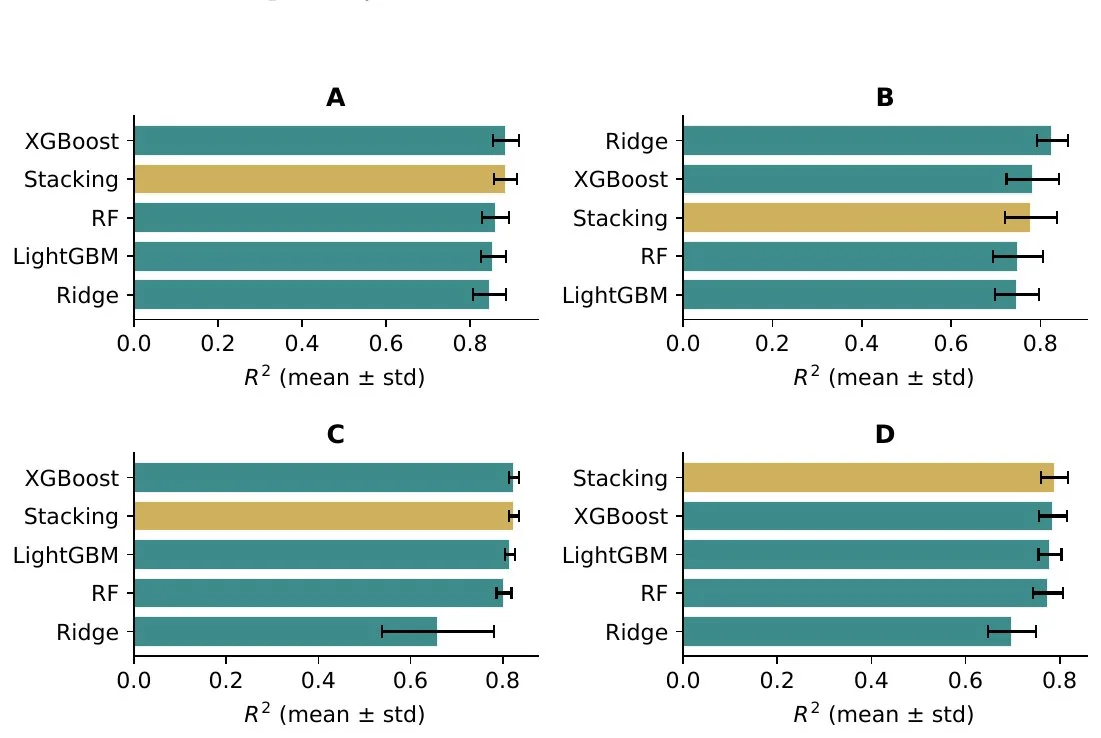 A
XGBoost
Stacking
RF
LightGBM
Ridge
0.0 0.2 0.4 0.6 0.8
R² (mean ± std)
B
Ridge
XGBoost
Stacking
RF
LightGBM
0.0 0.2 0.4 0.6 0.8
R² (mean ± std)
C
XGBoost
Stacking
LightGBM
RF
Ridge
0.0 0.2 0.4 0.6 0.8
R² (mean ± std)
D
Stacking
XGBoost
LightGBM
RF
Ridge
0.0 0.2 0.4 0.6 0.8
R² (mean ± std)